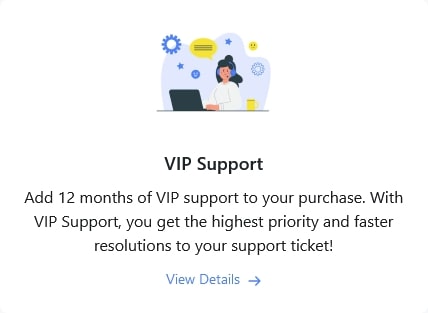 VIP Support
Add 12 months of VIP support to your purchase. With
VIP Support, you get the highest priority and faster
resolutions to your support ticket!
View Details →